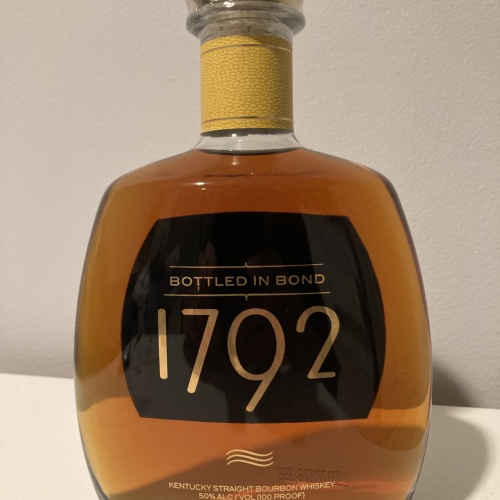 BOTTLED IN BOND
1792
KENTUCKY STRAIGHT BOURBON WHISKEY
50% ALC / VOL (100 PROOF)